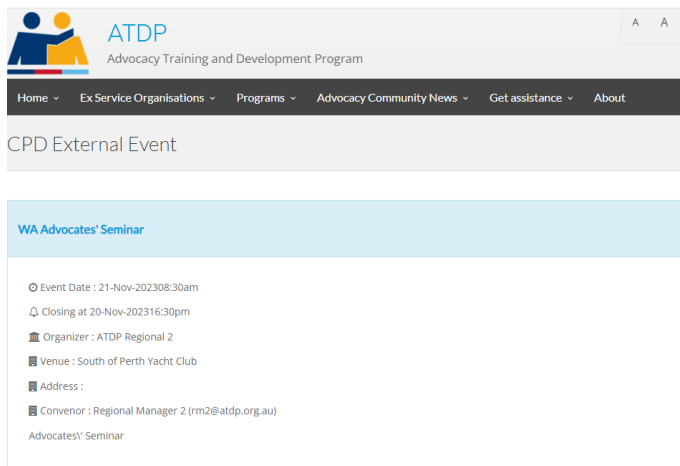 ATDP
Advocacy Training and Development Program
A A
Home Ex Service Organisations Programs Advocacy Community News Get assistance About
CPD External Event
WA Advocates' Seminar
Event Date : 21-Nov-202308:30am
Closing at 20-Nov-202316:30pm
Organizer : ATDP Regional 2
Venue : South of Perth Yacht Club
Address :
Convenor : Regional Manager 2 (rm2@atdp.org.au)
Advocates\' Seminar